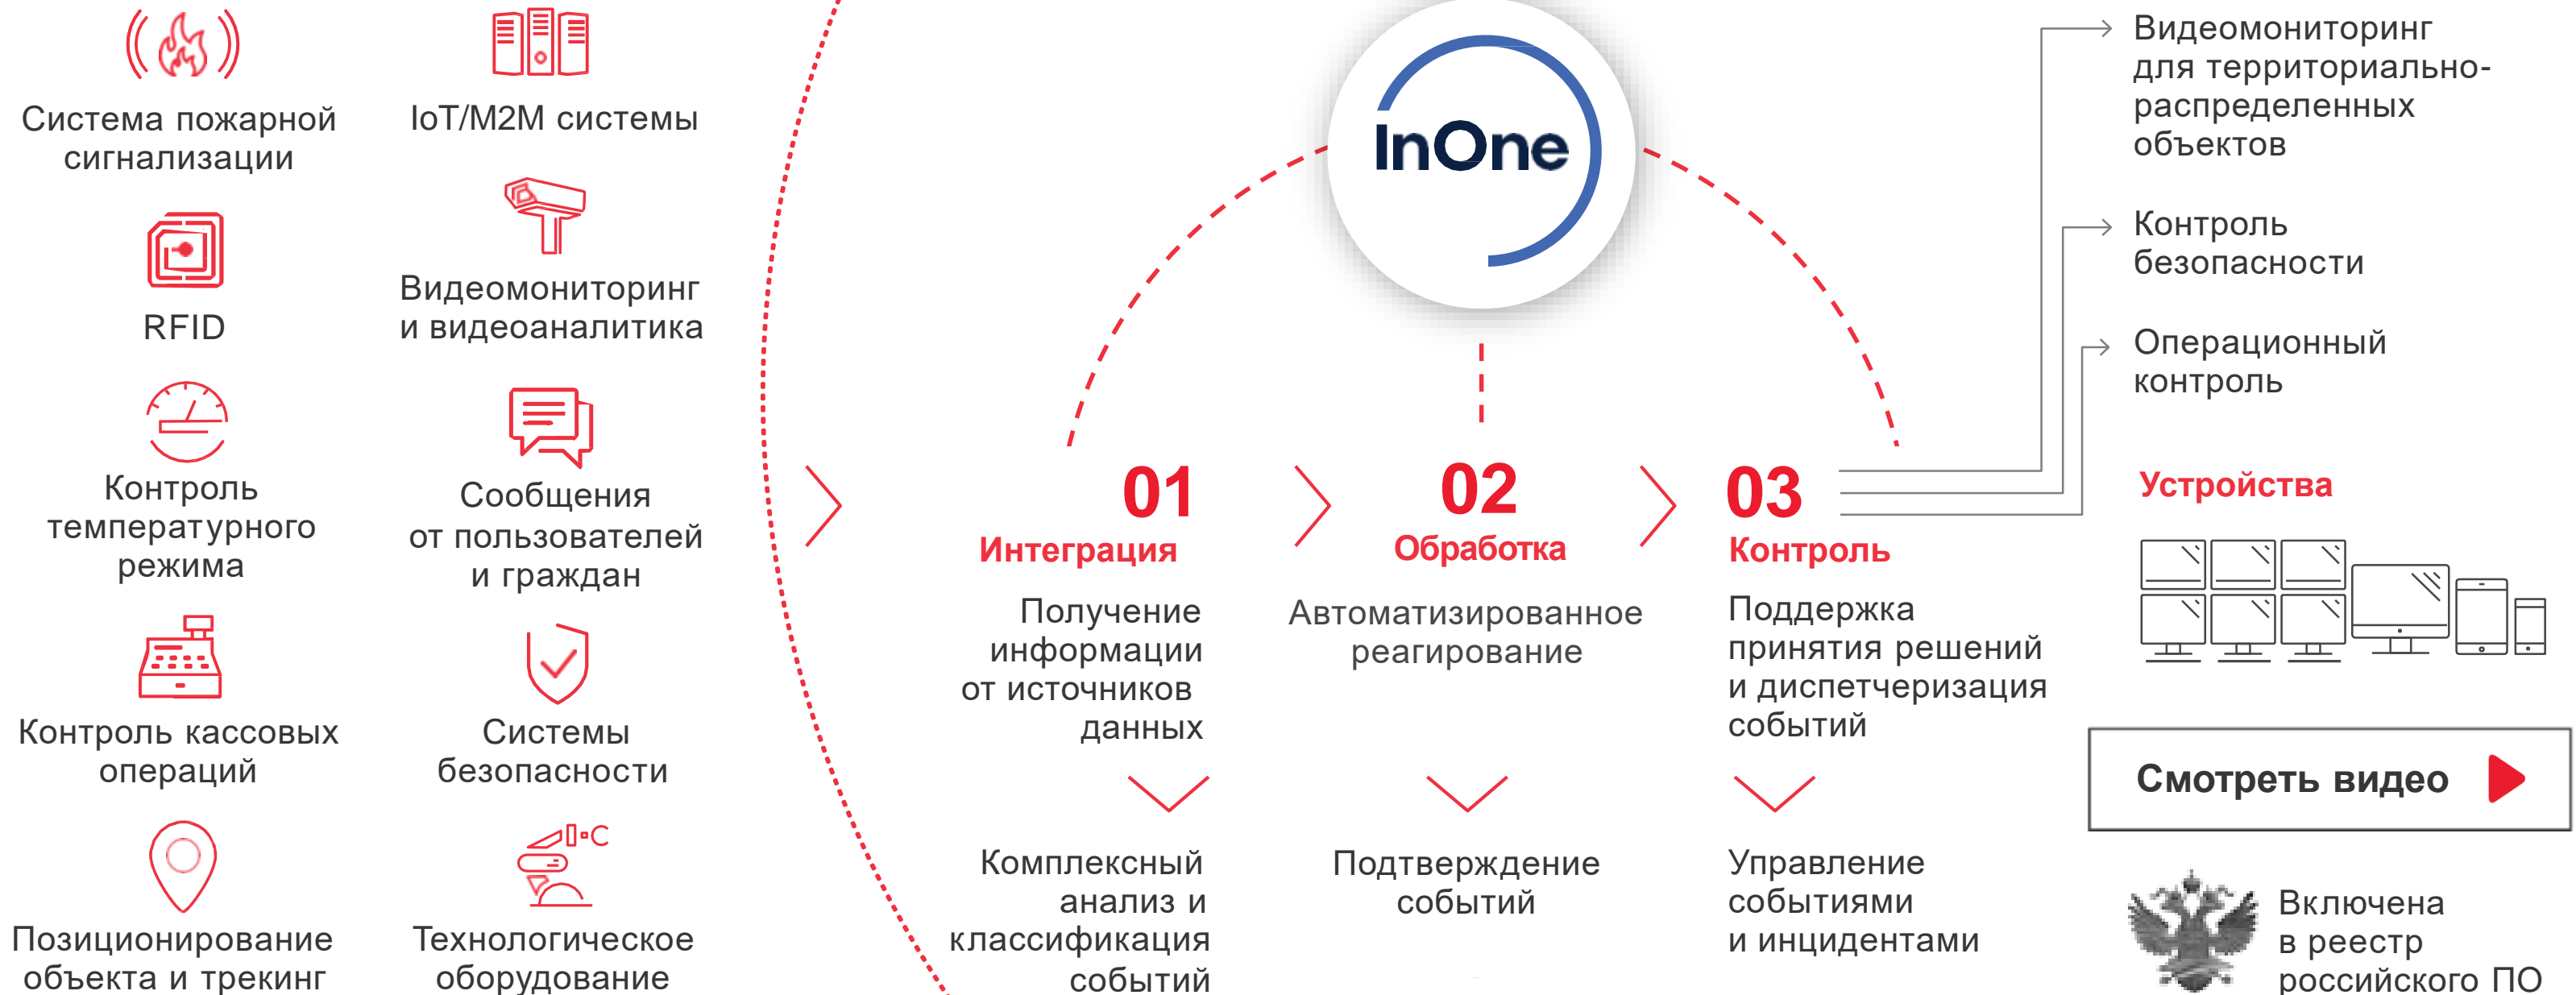 Система пожарной
сигнализации
RFID
Контроль
температурного
режима
Контроль кассовых
операций
Позиционирование
объекта и трекинг
IoT/M2M системы
Видеомониторинг
и видеоаналитика
Сообщения
от пользователей
и граждан
Системы
безопасности
Технологическое
оборудование
InOne
01
Интеграция
Получение
информации
от источников
данных
Комплексный
анализ и
классификация
событий
02
Обработка
Автоматизированное
реагирование
Подтверждение
событий
03
Контроль
Поддержка
принятия решений
и диспетчеризация
событий
Управление
событиями
и инцидентами
Видеомониторинг
для территориально-
распределенных
объектов
Контроль
безопасности
Операционный
контроль
Устройства
Смотреть видео
Включена
в реестр
российского ПО